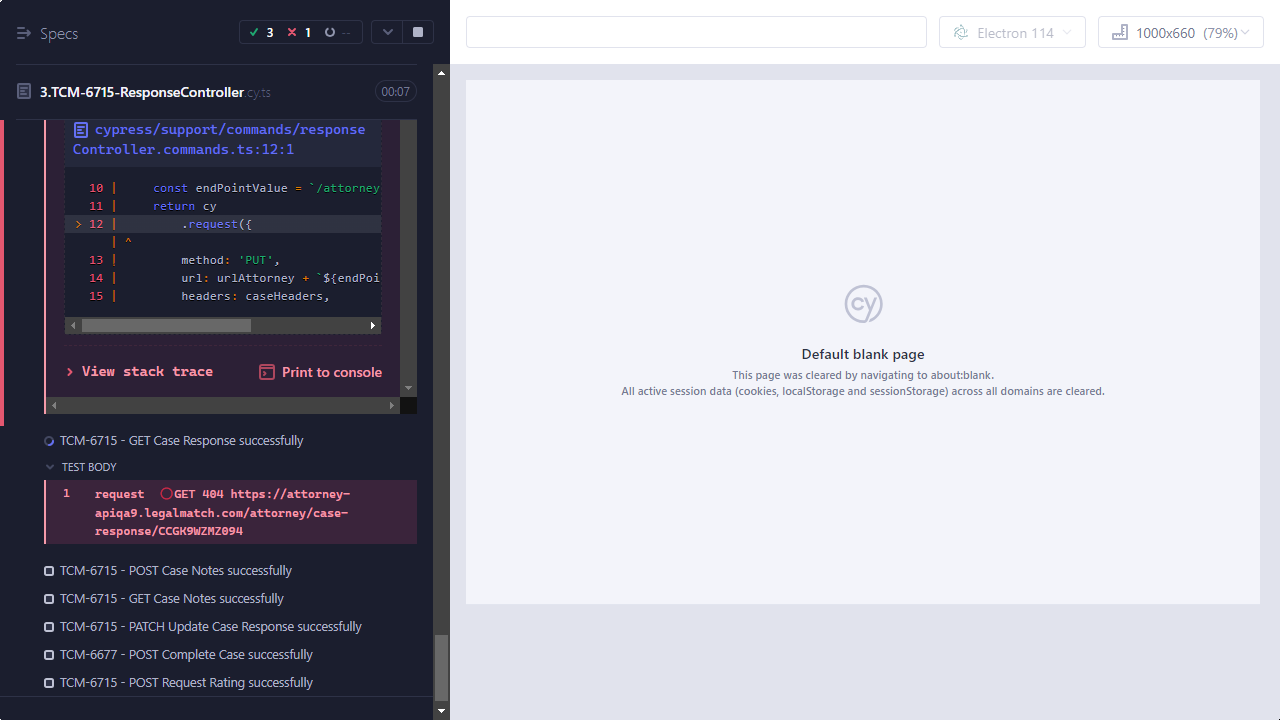 Specs
3
1
--
3.TCM-6715-ResponseController.cy.ts
00:07
cypress/support/commands/response
Controller.commands.ts:12:1
10 | const endPointValue = `/attorney
11 | return cy
> 12 | .request({
| ^
13 | method: 'PUT',
14 | url: urlAttorney + `${endPoi
15 | headers: caseHeaders,
View stack trace
Print to console
TCM-6715 - GET Case Response successfully
TEST BODY
1 request GET 404 https://attorney-
apiqa9.legalmatch.com/attorney/case-
response/CCGK9WZMZ094
TCM-6715 - POST Case Notes successfully
TCM-6715 - GET Case Notes successfully
TCM-6715 - PATCH Update Case Response successfully
TCM-6677 - POST Complete Case successfully
TCM-6715 - POST Request Rating successfully
Electron 114
1000x660 (79%)
cy
Default blank page
This page was cleared by navigating to about:blank.
All active session data (cookies, localStorage and sessionStorage) across all domains are cleared.